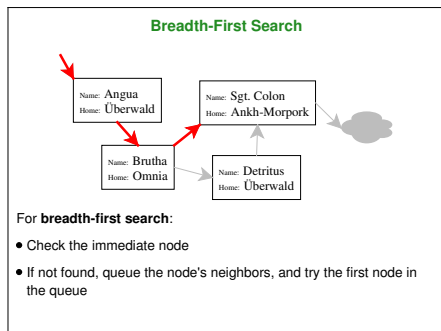 Breadth-First Search
Name: Angua
Home: Überwald
Name: Sgt. Colon
Home: Ankh-Morpork
Name: Brutha
Home: Omnia
Name: Detritus
Home: Überwald
For breadth-first search:
• Check the immediate node
• If not found, queue the node's neighbors, and try the first node in
the queue